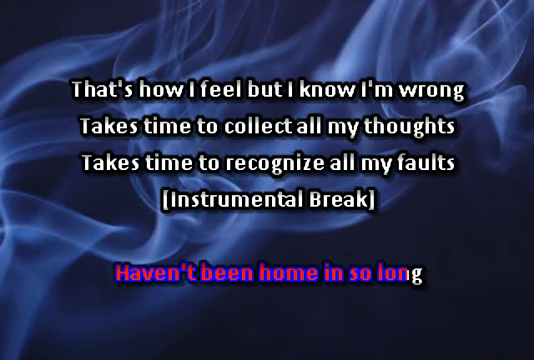 That's how I feel but I know I'm wrong
Takes time to collect all my thoughts
Takes time to recognize all my faults
[Instrumental Break]
Haven't been home in so long